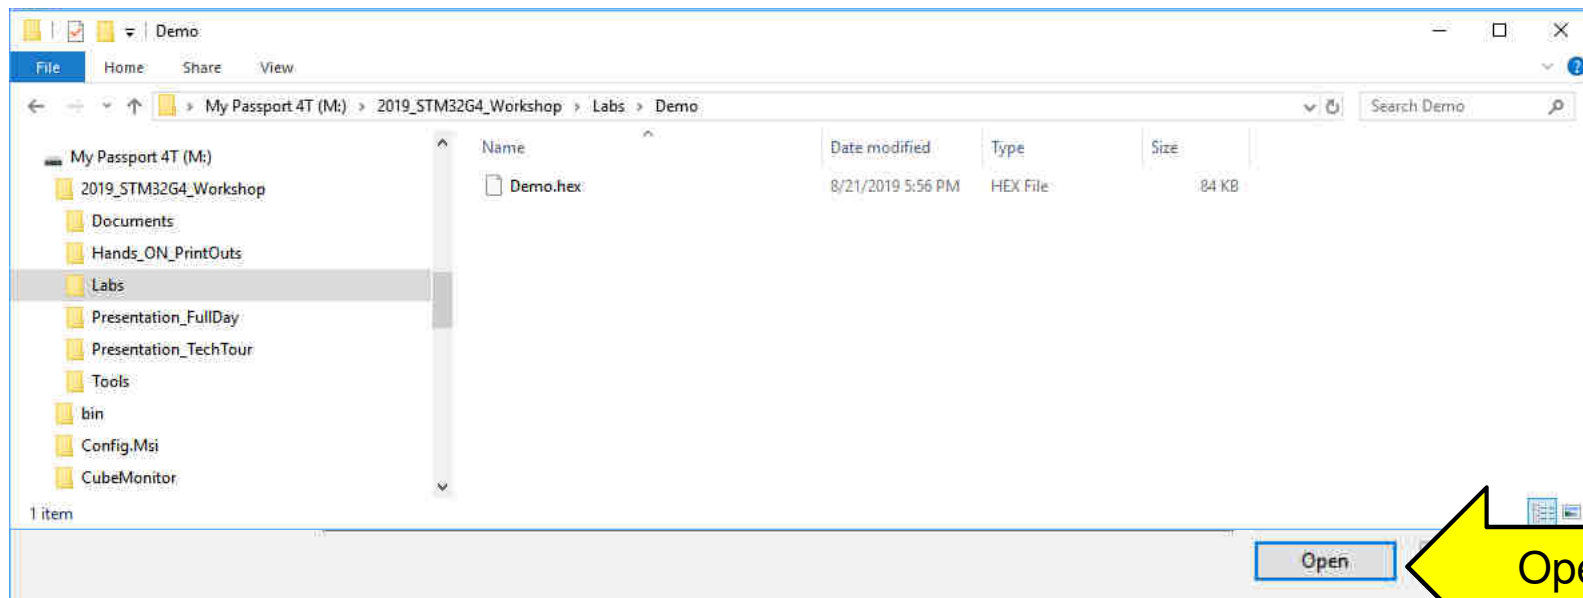 Demo
File Home Share View
My Passport 4T (M:) > 2019_STM32G4_Workshop > Labs > Demo
Search Demo
Name Date modified Type Size
Demo.hex 8/21/2019 5:56 PM HEX File 84 KB
My Passport 4T (M:)
2019_STM32G4_Workshop
Documents
Hands_ON_PrintOuts
Labs
Presentation_FullDay
Presentation_TechTour
Tools
bin
Config.Msi
CubeMonitor
1 item
Open